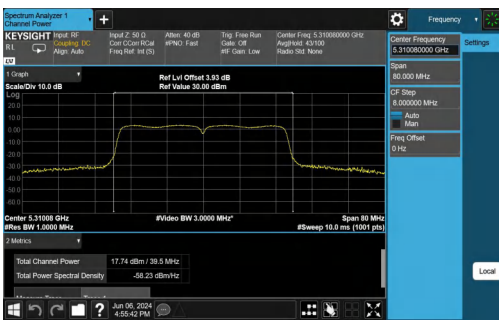 Spectrum Analyzer 1
Channel Power
Frequency
KEYSIGHT
Input: RF
Coupling: DC
Align: Auto
RL
Input Z: 50 Ω
Corr CCorr RCal
Freq Ref: Int (S)
Atten: 40 dB
#PNO: Fast
Trig: Free Run
Gate: Off
#IF Gain: Low
Center Freq: 5.310080000 GHz
Avg|Hold: 43/100
Radio Std: None
Center Frequency
5.310080000 GHz
Settings
Span
80.000 MHz
CF Step
8.000000 MHz
Auto
Man
Freq Offset
0 Hz
Local
1 Graph
Scale/Div 10.0 dB
Ref Lvl Offset 3.93 dB
Ref Value 30.00 dBm
Log
20.0
10.0
0.00
-10.0
-20.0
-30.0
-40.0
-50.0
-60.0
Center 5.31008 GHz
#Video BW 3.0000 MHz*
Span 80 MHz
#Res BW 1.0000 MHz
#Sweep 10.0 ms (1001 pts)
2 Metrics
Total Channel Power
17.74 dBm / 39.5 MHz
Total Power Spectral Density
-58.23 dBm/Hz
Jun 06, 2024
4:55:42 PM